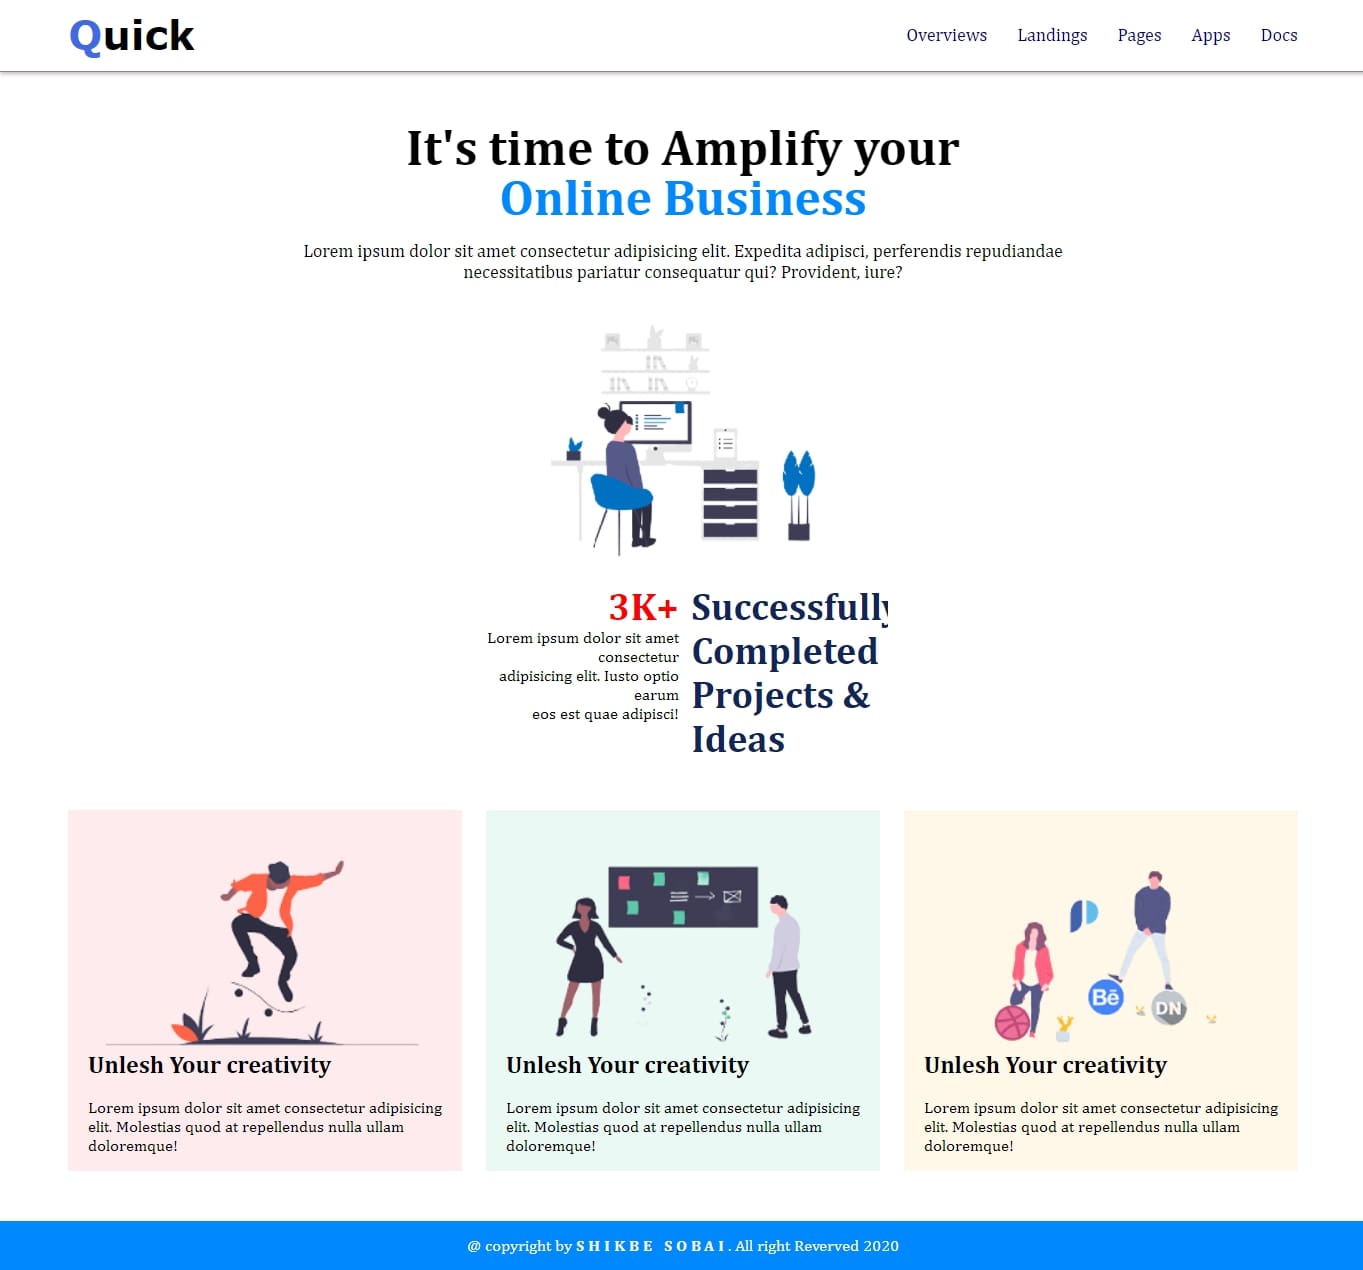 Quick
Overviews Landings Pages Apps Docs
It's time to Amplify your
Online Business
Lorem ipsum dolor sit amet consectetur adipisicing elit. Expedita adipisci, perferendis repudiandae
necessitatibus pariatur consequatur qui? Provident, iure?
3K+
Lorem ipsum dolor sit amet
consectetur
adipisicing elit. Iusto optio
earum
eos est quae adipisci!
Successfully
Completed
Projects &
Ideas
Unlesh Your creativity
Lorem ipsum dolor sit amet consectetur adipisicing
elit. Molestias quod at repellendus nulla ullam
doloremque!
Unlesh Your creativity
Lorem ipsum dolor sit amet consectetur adipisicing
elit. Molestias quod at repellendus nulla ullam
doloremque!
Bē
DN
Unlesh Your creativity
Lorem ipsum dolor sit amet consectetur adipisicing
elit. Molestias quod at repellendus nulla ullam
doloremque!
@ copyright by SHIKBE SOBAI. All right Reverved 2020